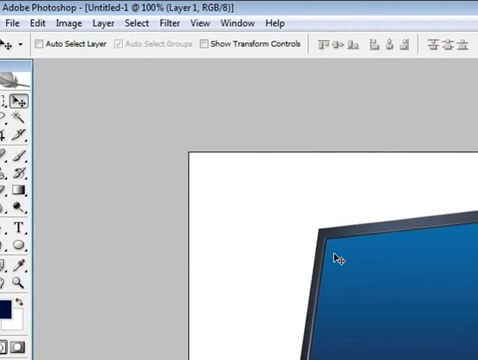 Adobe Photoshop - [Untitled-1 @ 100% (Layer 1, RGB/8)]
File Edit Image Layer Select Filter View Window Help
Auto Select Layer Auto Select Groups Show Transform Controls
T